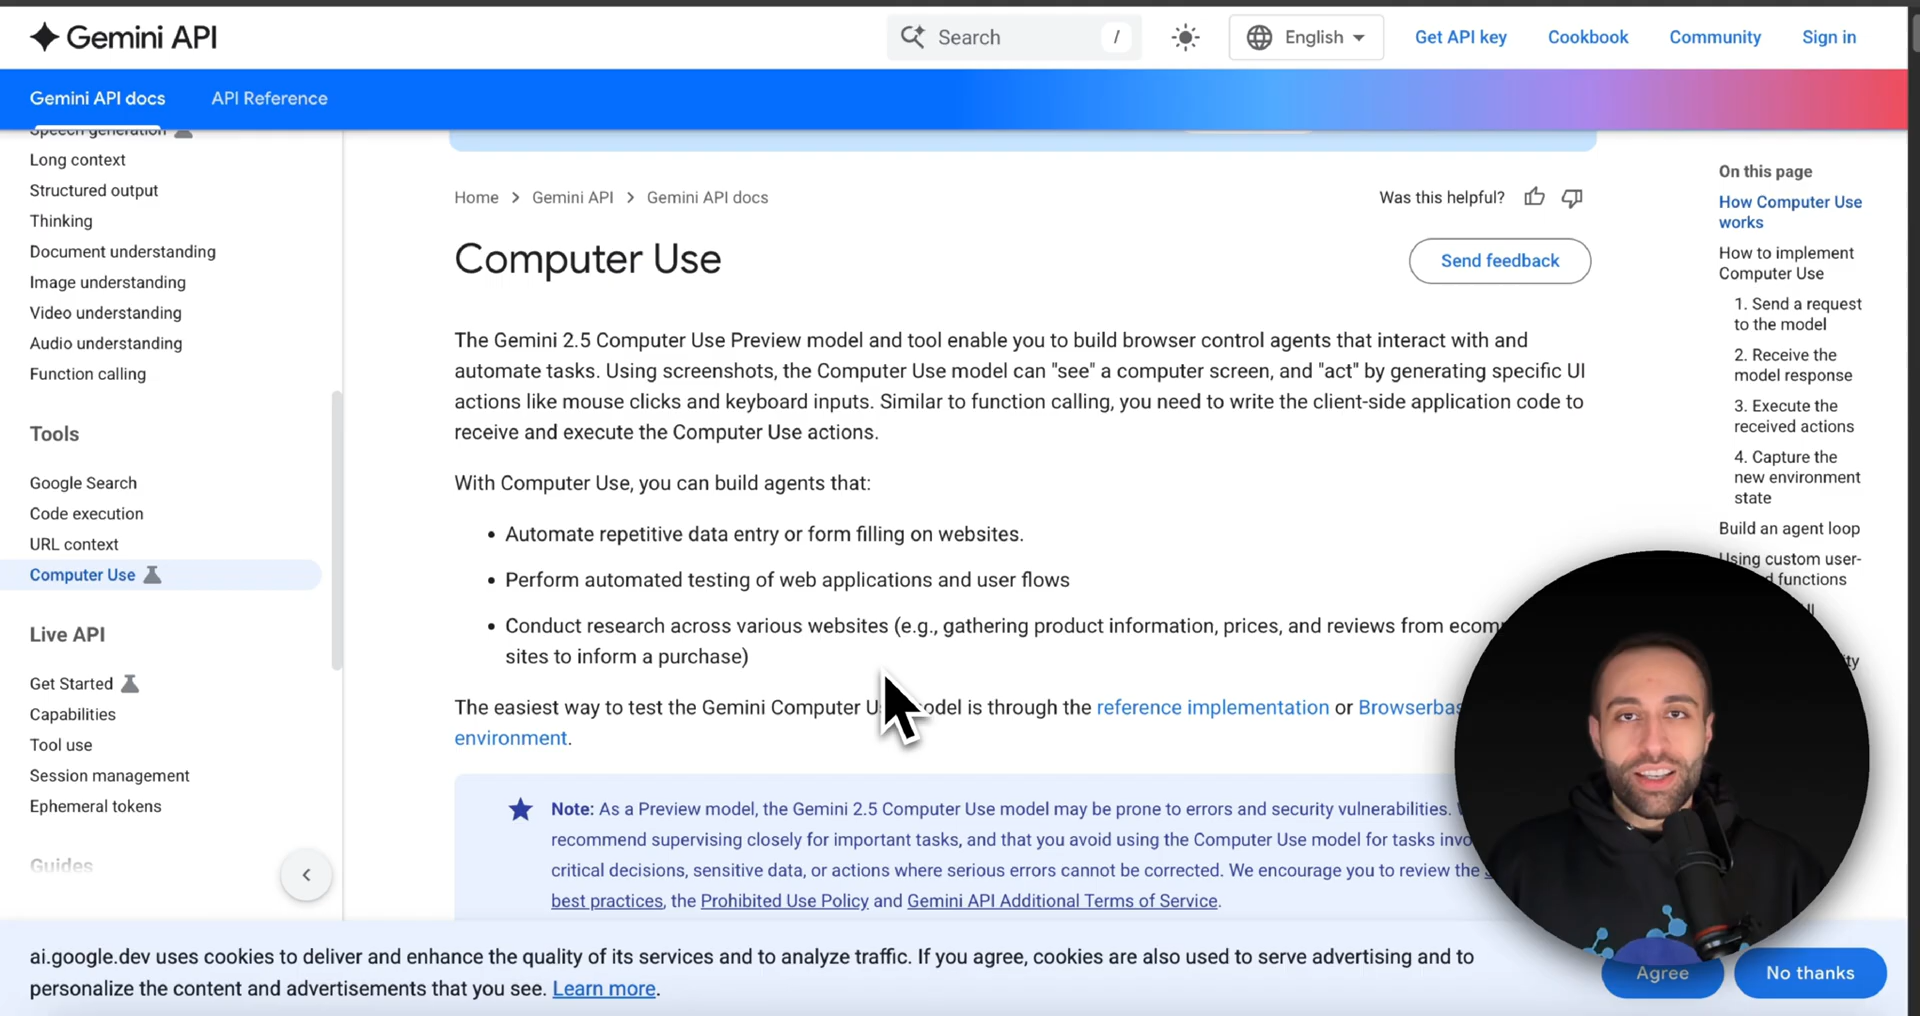 Gemini API
Search
/
English
Get API key
Cookbook
Community
Sign in
Gemini API docs
API Reference
Speech generation
Long context
Structured output
Thinking
Document understanding
Image understanding
Video understanding
Audio understanding
Function calling
Tools
Google Search
Code execution
URL context
Computer Use
Live API
Get Started
Capabilities
Tool use
Session management
Ephemeral tokens
Guides
Home > Gemini API > Gemini API docs
Was this helpful?
Computer Use
Send feedback
The Gemini 2.5 Computer Use Preview model and tool enable you to build browser control agents that interact with and
automate tasks. Using screenshots, the Computer Use model can "see" a computer screen, and "act" by generating specific UI
actions like mouse clicks and keyboard inputs. Similar to function calling, you need to write the client-side application code to
receive and execute the Computer Use actions.
With Computer Use, you can build agents that:
• Automate repetitive data entry or form filling on websites.
• Perform automated testing of web applications and user flows
• Conduct research across various websites (e.g., gathering product information, prices, and reviews from
sites to inform a purchase)
The easiest way to test the Gemini Computer model is through the reference implementation or
environment.
Note: As a Preview model, the Gemini 2.5 Computer Use model may be prone to errors and security vulnerabilities.
recommend supervising closely for important tasks, and that you avoid using the Computer Use model for tasks
critical decisions, sensitive data, or actions where serious errors cannot be corrected. We encourage you to review the
best practices, the Prohibited Use Policy and Gemini API Additional Terms of Service.
On this page
How Computer Use
works
How to implement
Computer Use
1. Send a request
to the model
2. Receive the
model response
3. Execute the
received actions
4. Capture the
new environment
state
Build an agent loop
Using custom user-
functions
ai.google.dev uses cookies to deliver and enhance the quality of its services and to analyze traffic. If you agree, cookies are also used to serve advertising and to
personalize the content and advertisements that you see. Learn more.
Agree
No thanks